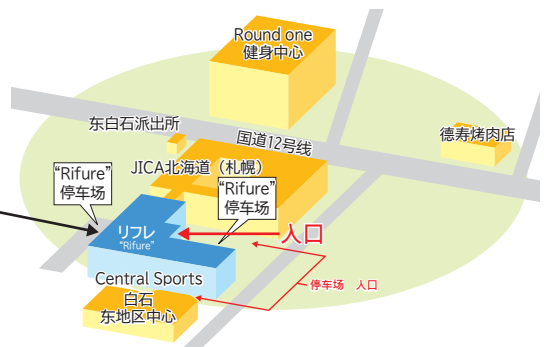 Round one
健身中心
东白石派出所
国道12号线
德寿烤肉店
JICA北海道（札幌）
“Rifure”
停车场
“Rifure”
停车场
リフレ
“Rifure”
入口
Central Sports
停车场　入口
白石
东地区中心